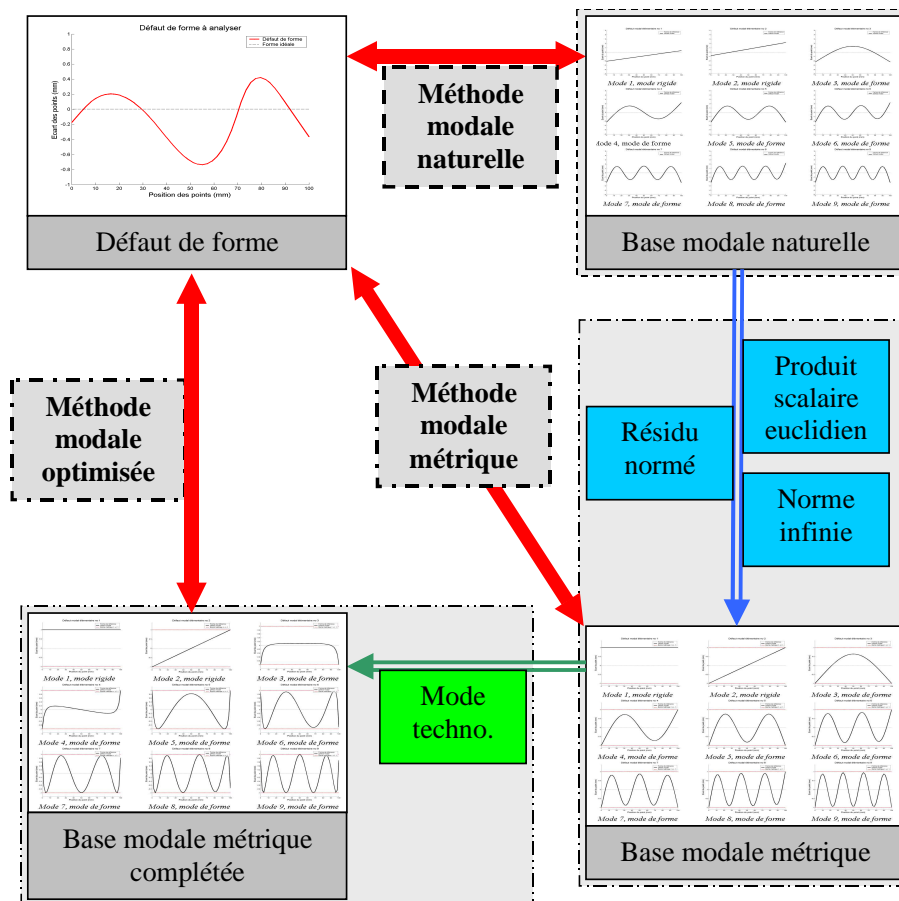 Défaut de forme à analyser
Défaut de forme
Forme idéale
Ecart des points (mm)
1
0.8
0.6
0.4
0.2
0
-0.2
-0.4
-0.6
-0.8
-1
0 10 20 30 40 50 60 70 80 90 100
Position des points (mm)
Défaut de forme
Méthode
modale
naturelle
Mode 1, mode rigide
Mode 2, mode rigide
Mode 3, mode de forme
Mode 4, mode de forme
Mode 5, mode de forme
Mode 6, mode de forme
Mode 7, mode de forme
Mode 8, mode de forme
Mode 9, mode de forme
Base modale naturelle
Méthode
modale
optimisée
Méthode
modale
métrique
Résidu
normé
Produit
scalaire
euclidien
Norme
infinie
Mode 1, mode rigide
Mode 2, mode rigide
Mode 3, mode de forme
Mode 4, mode de forme
Mode 5, mode de forme
Mode 6, mode de forme
Mode 7, mode de forme
Mode 8, mode de forme
Mode 9, mode de forme
Base modale métrique
complétée
Mode
techno.
Mode 1, mode rigide
Mode 2, mode rigide
Mode 3, mode de forme
Mode 4, mode de forme
Mode 5, mode de forme
Mode 6, mode de forme
Mode 7, mode de forme
Mode 8, mode de forme
Mode 9, mode de forme
Base modale métrique